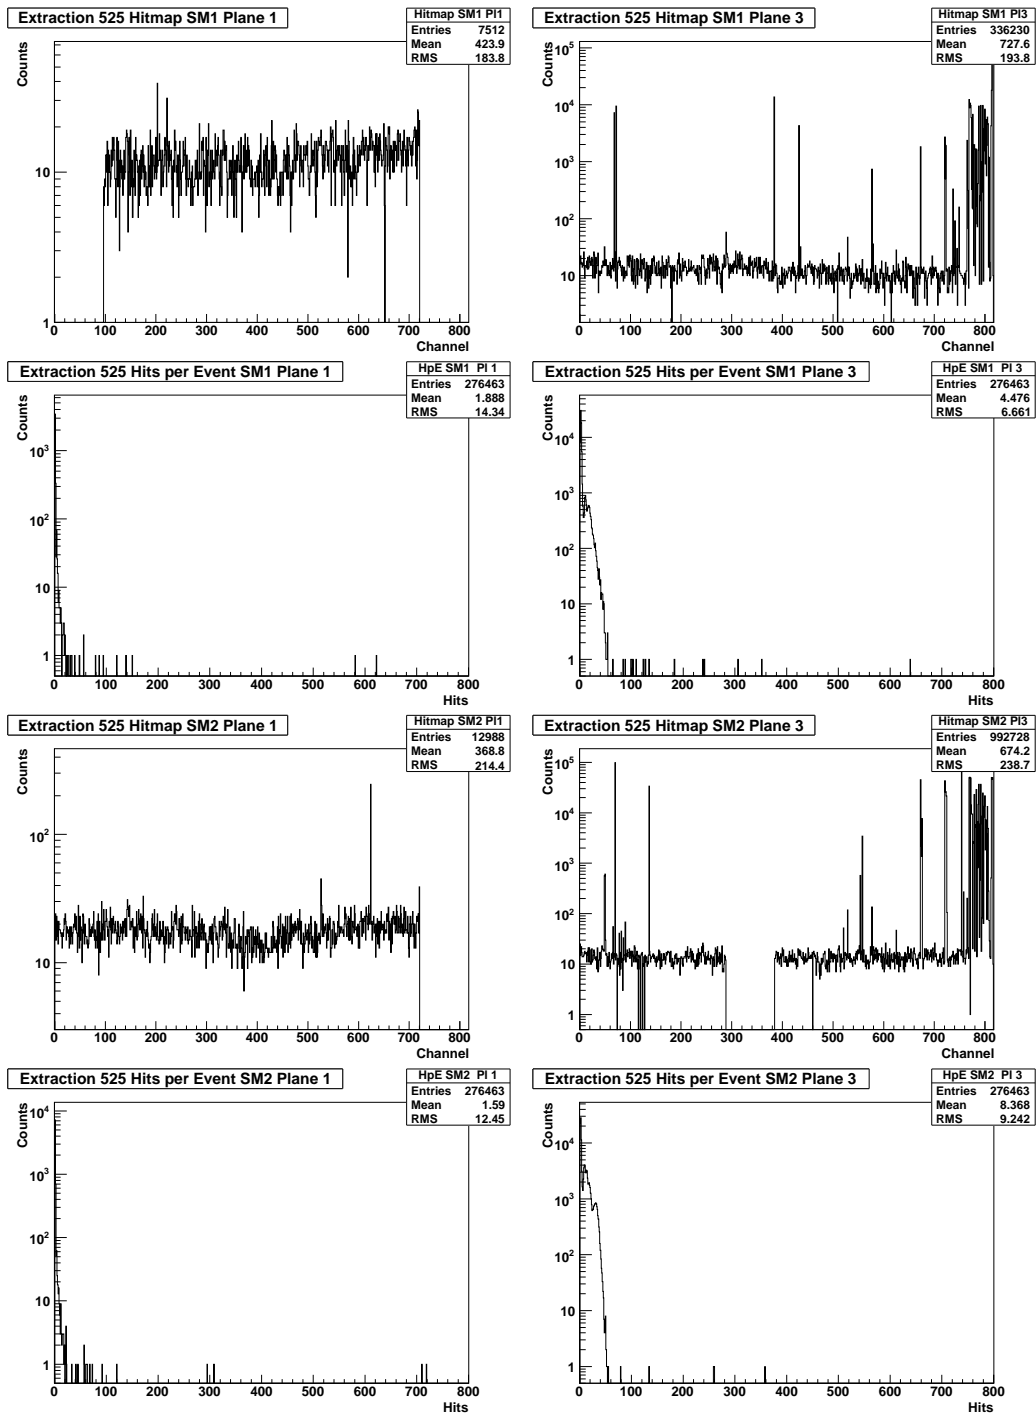 Extraction 525 Hitmap SM1 Plane 1
Hitmap SM1 Pl1
Entries 7512
Mean 423.9
RMS 183.8
Counts
10
1
0 100 200 300 400 500 600 700 800
Channel
Extraction 525 Hitmap SM1 Plane 3
Hitmap SM1 Pl3
Entries 336230
Mean 727.6
RMS 193.8
Counts
10^5
10^4
10^3
10^2
10
1
0 100 200 300 400 500 600 700 800
Channel
Extraction 525 Hits per Event SM1 Plane 1
HpE SM1 Pl 1
Entries 276463
Mean 1.888
RMS 14.34
Counts
10^3
10^2
10
1
0 100 200 300 400 500 600 700 800
Hits
Extraction 525 Hits per Event SM1 Plane 3
HpE SM1 Pl 3
Entries 276463
Mean 4.476
RMS 6.661
Counts
10^4
10^3
10^2
10
1
0 100 200 300 400 500 600 700 800
Hits
Extraction 525 Hitmap SM2 Plane 1
Hitmap SM2 Pl1
Entries 12988
Mean 368.8
RMS 214.4
Counts
10^2
10
0 100 200 300 400 500 600 700 800
Channel
Extraction 525 Hitmap SM2 Plane 3
Hitmap SM2 Pl3
Entries 992728
Mean 674.2
RMS 238.7
Counts
10^5
10^4
10^3
10^2
10
1
0 100 200 300 400 500 600 700 800
Channel
Extraction 525 Hits per Event SM2 Plane 1
HpE SM2 Pl 1
Entries 276463
Mean 1.59
RMS 12.45
Counts
10^4
10^3
10^2
10
1
0 100 200 300 400 500 600 700 800
Hits
Extraction 525 Hits per Event SM2 Plane 3
HpE SM2 Pl 3
Entries 276463
Mean 8.368
RMS 9.242
Counts
10^4
10^3
10^2
10
1
0 100 200 300 400 500 600 700 800
Hits